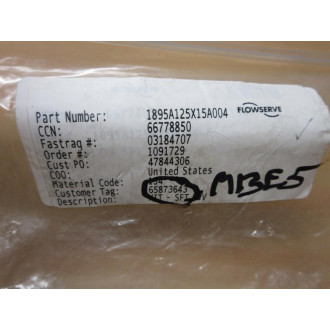 FLOWSERVE
Part Number: 1895A125X15A004
CCN: 66778850
Fastraq #: 03184707
Order #: 1091729
Cust PO: 47844306
COO: United States
Material Code:
Customer Tag: 65873643
Description: - SFT
MBE5